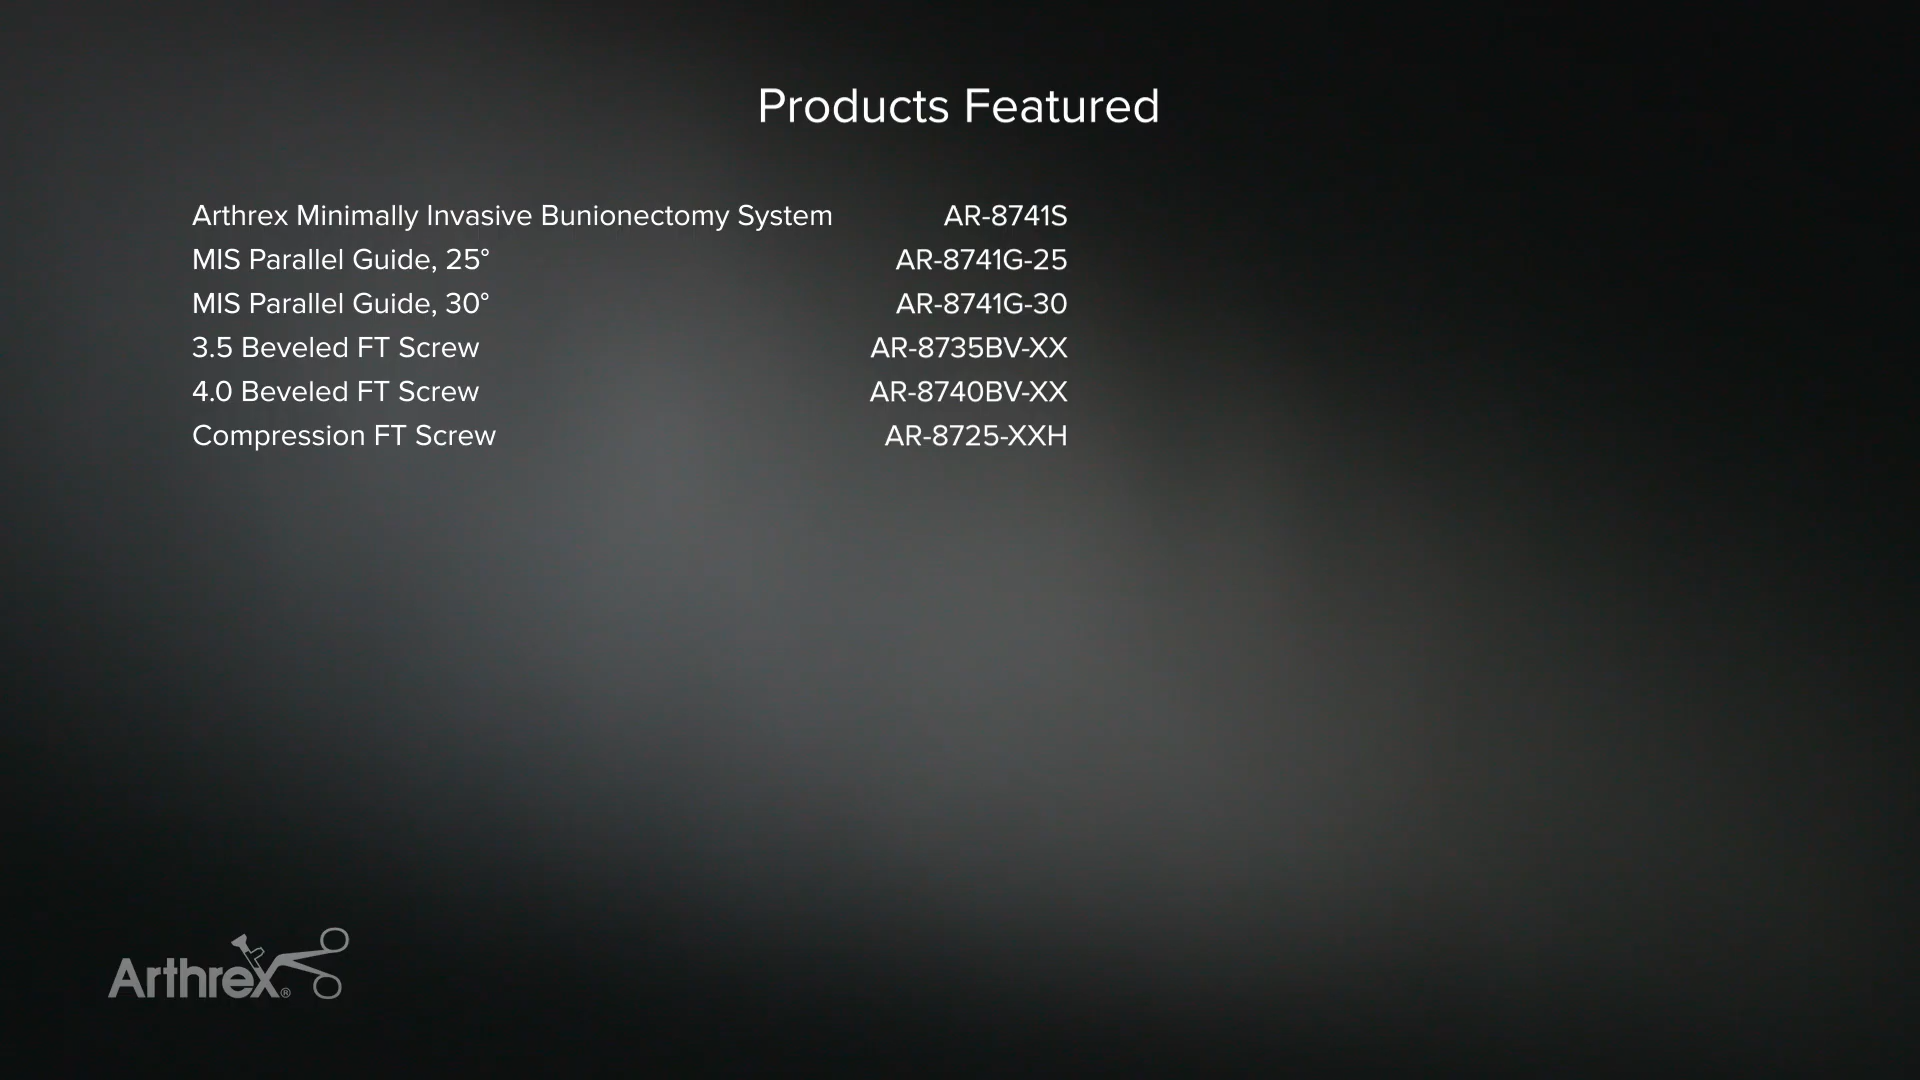 Products Featured
Arthrex Minimally Invasive Bunionectomy System AR-8741S
MIS Parallel Guide, 25° AR-8741G-25
MIS Parallel Guide, 30° AR-8741G-30
3.5 Beveled FT Screw AR-8735BV-XX
4.0 Beveled FT Screw AR-8740BV-XX
Compression FT Screw AR-8725-XXH
Arthrex®